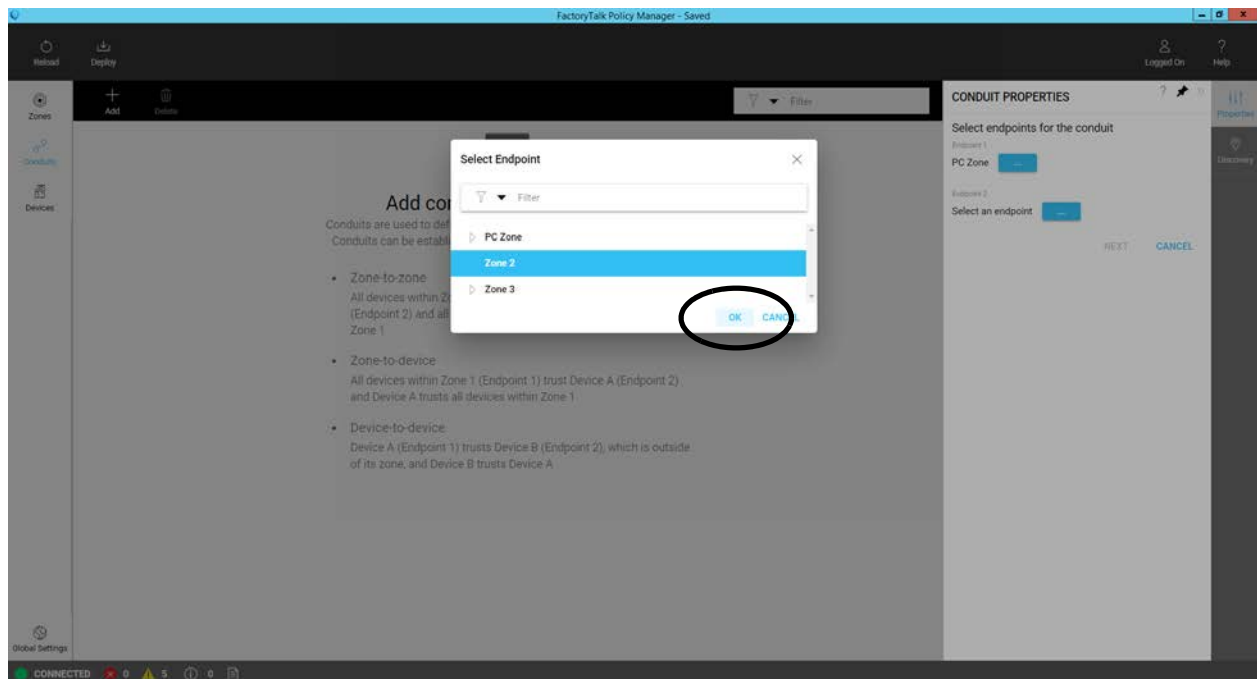 FactoryTalk Policy Manager - Saved
Reload
Deploy
Logged On
Help
Zones
Conduits
Devices
Add
Delete
Filter
Add co
Conduits are used to def
Conduits can be establi
• Zone-to-zone
All devices within Z
(Endpoint 2) and all
Zone 1
• Zone-to-device
All devices within Zone 1 (Endpoint 1) trust Device A (Endpoint 2)
and Device A trusts all devices within Zone 1
• Device-to-device
Device A (Endpoint 1) trusts Device B (Endpoint 2), which is outside
of its zone, and Device B trusts Device A
Select Endpoint
Filter
PC Zone
Zone 2
Zone 3
OK CANCEL
CONDUIT PROPERTIES
Select endpoints for the conduit
Endpoint 1
PC Zone ...
Endpoint 2
Select an endpoint ...
NEXT CANCEL
Properties
Discovery
Global Settings
CONNECTED 0 5 0